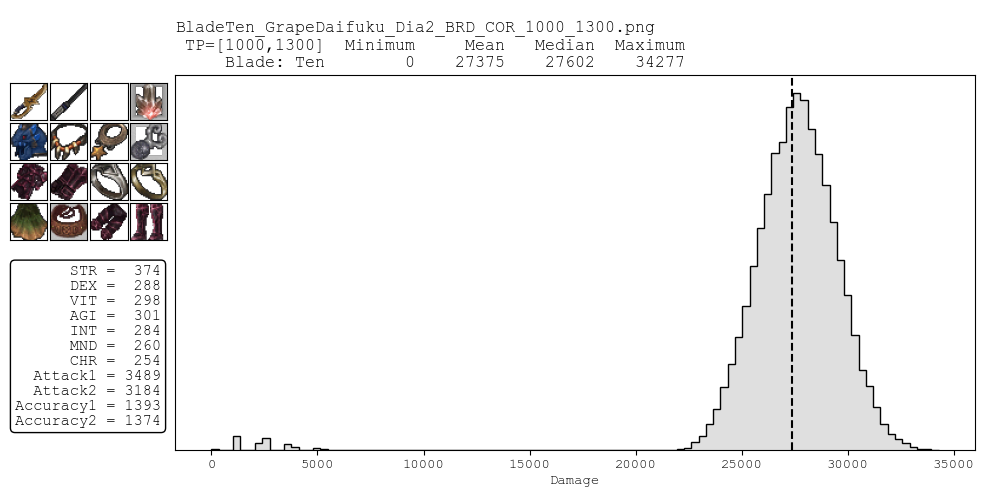 BladeTen_GrapeDaifuku_Dia2_BRD_COR_1000_1300.png
TP=[1000,1300] Minimum Mean Median Maximum
Blade: Ten 0 27375 27602 34277
STR = 374
DEX = 288
VIT = 298
AGI = 301
INT = 284
MND = 260
CHR = 254
Attack1 = 3489
Attack2 = 3184
Accuracy1 = 1393
Accuracy2 = 1374
0 5000 10000 15000 20000 25000 30000 35000
Damage